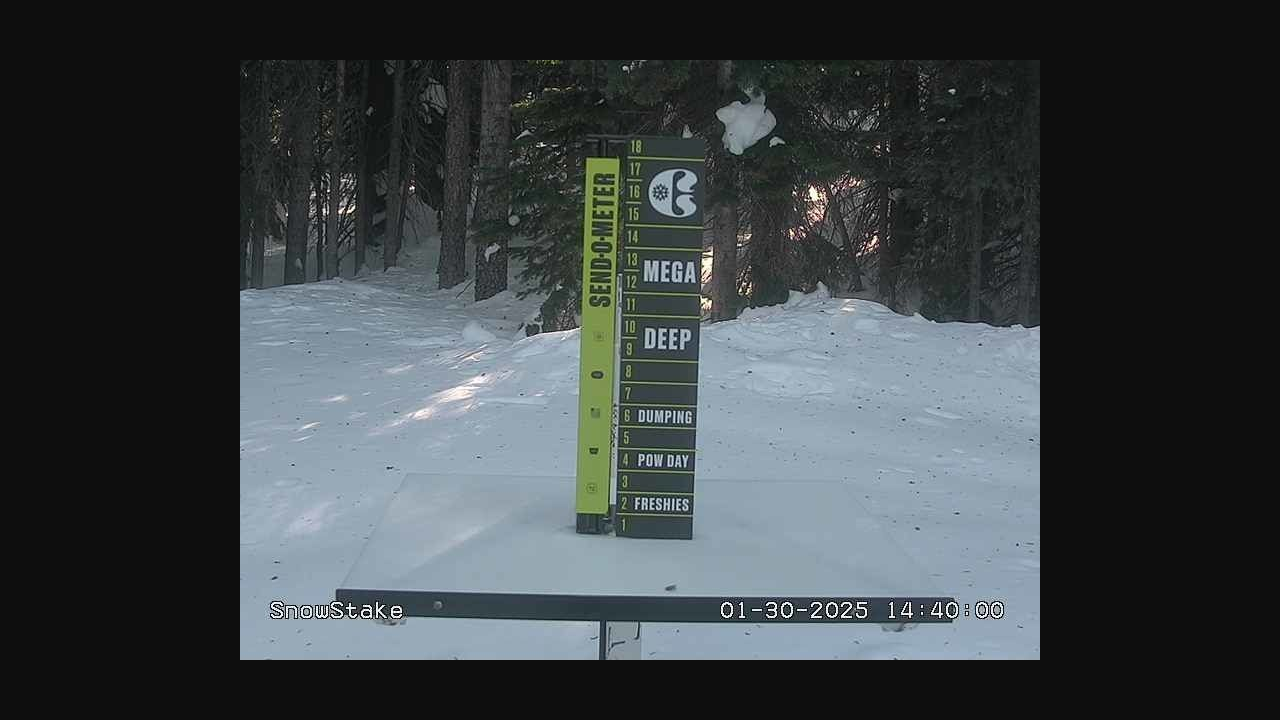 SEND-O-METER
18
17
16
15
14
13
MEGA
12
11
10
DEEP
9
8
7
6 DUMPING
5
4 POW DAY
3
2 FRESHIES
1
SnowStake
01-30-2025 14:40:00